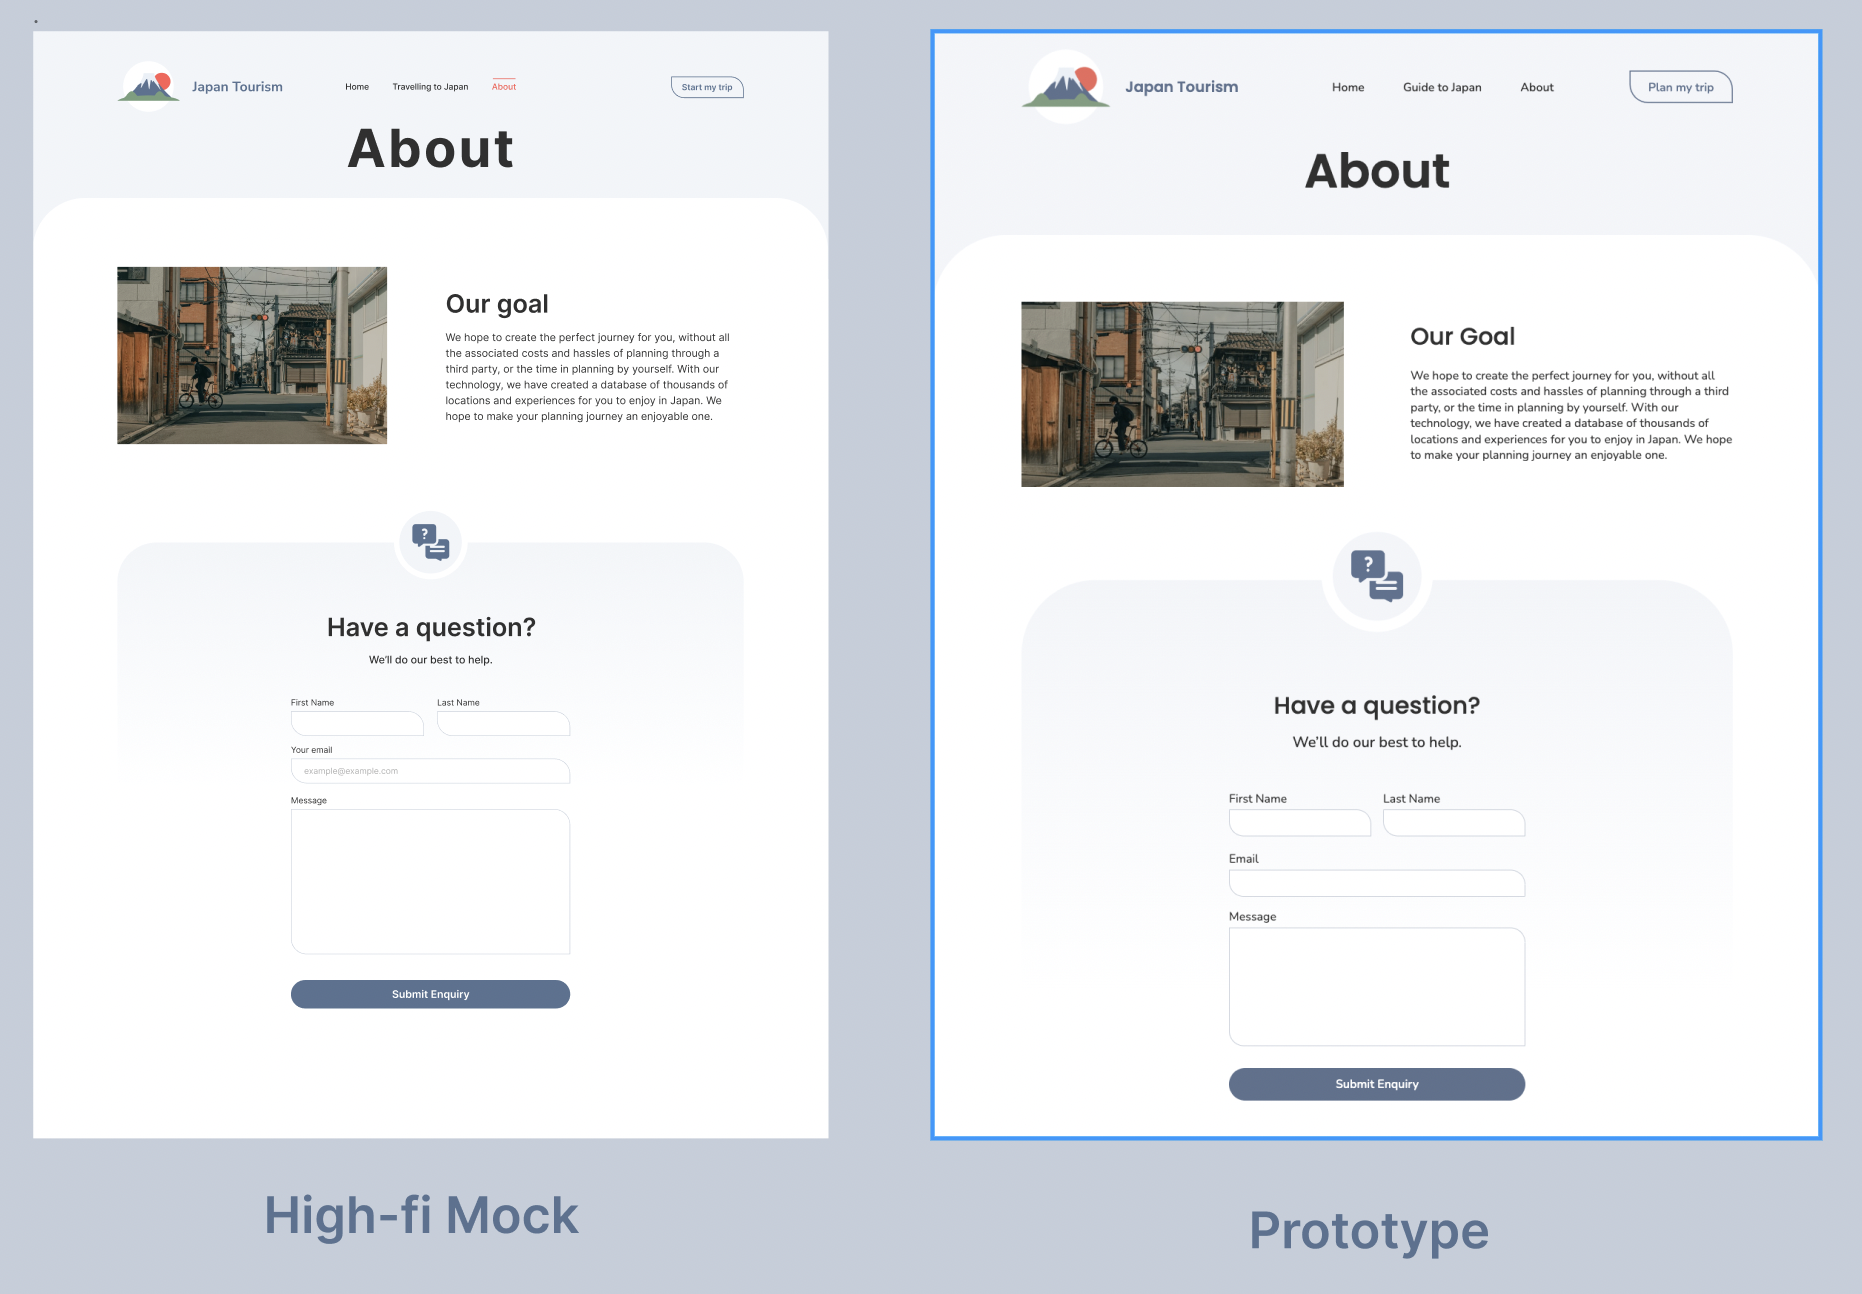 Japan Tourism
Home
Travelling to Japan
About
Start my trip
About
Our goal
We hope to create the perfect journey for you, without all
the associated costs and hassles of planning through a
third party, or the time in planning by yourself. With our
technology, we have created a database of thousands of
locations and experiences for you to enjoy in Japan. We
hope to make your planning journey an enjoyable one.
?
Have a question?
We'll do our best to help.
First Name
Last Name
Your email
example@example.com
Message
Submit Enquiry
High-fi Mock
Japan Tourism
Home
Guide to Japan
About
Plan my trip
About
Our Goal
We hope to create the perfect journey for you, without all
the associated costs and hassles of planning through a third
party, or the time in planning by yourself. With our
technology, we have created a database of thousands of
locations and experiences for you to enjoy in Japan. We hope
to make your planning journey an enjoyable one.
?
Have a question?
We'll do our best to help.
First Name
Last Name
Email
Message
Submit Enquiry
Prototype